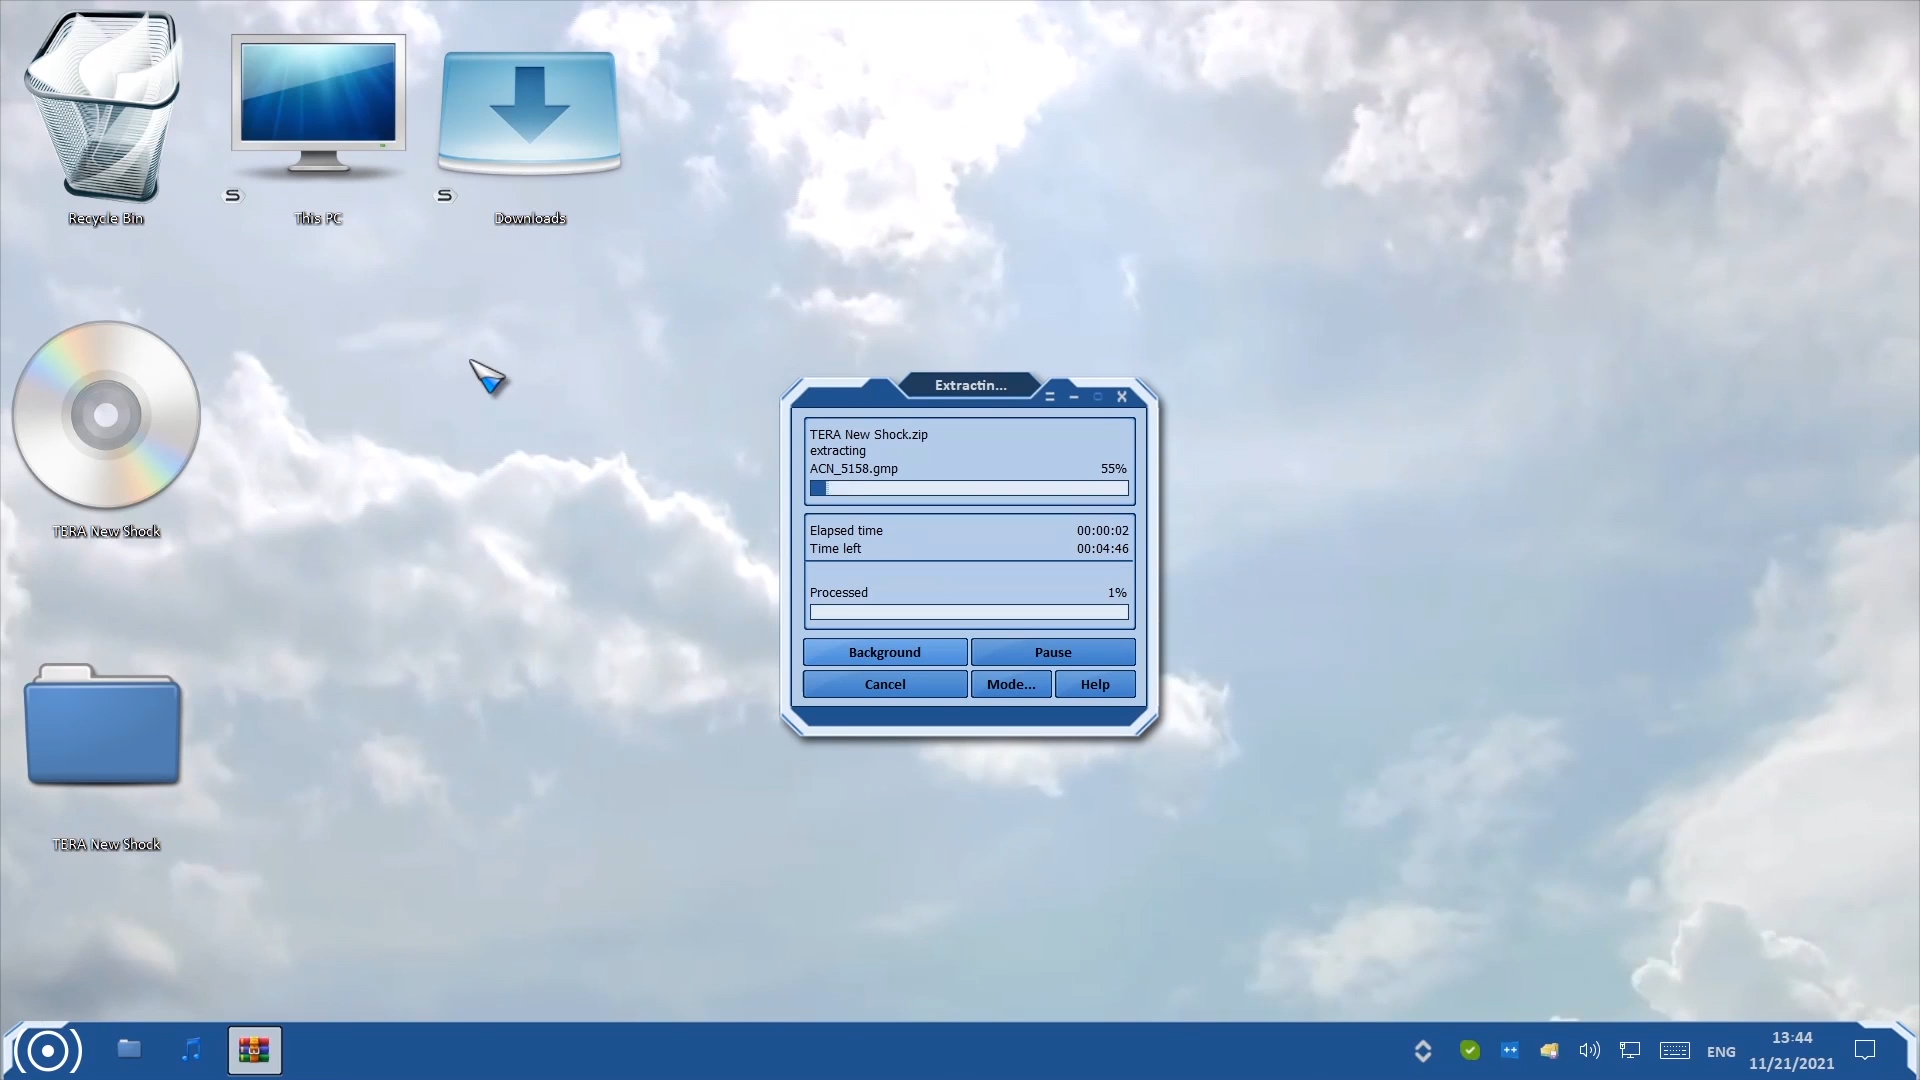 Recycle Bin
This PC
Downloads
TERA New Shock
TERA New Shock
Extractin...
TERA New Shock.zip
extracting
ACN_5158.gmp 55%
Elapsed time 00:00:02
Time left 00:04:46
Processed 1%
Background Pause
Cancel Mode... Help
ENG
13:44
11/21/2021